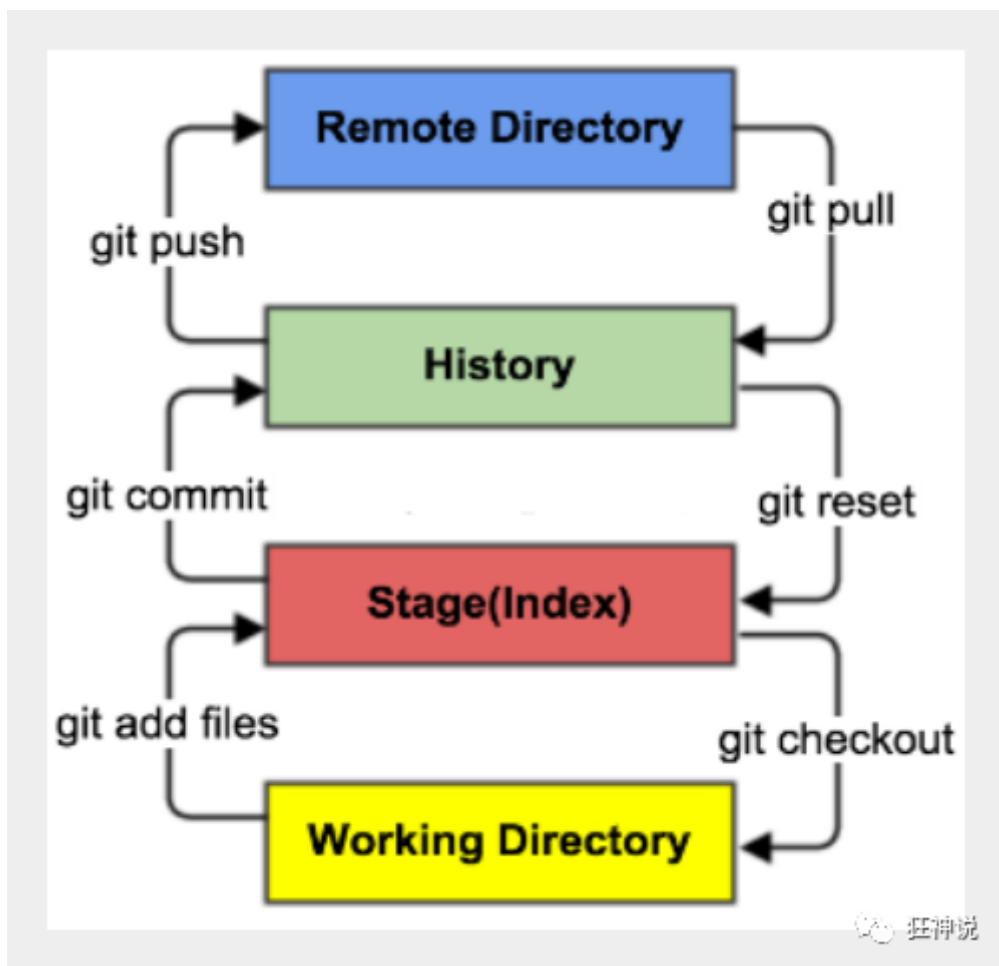 Remote Directory
git push
git pull
History
git commit
git reset
Stage(Index)
git add files
git checkout
Working Directory
狂神说